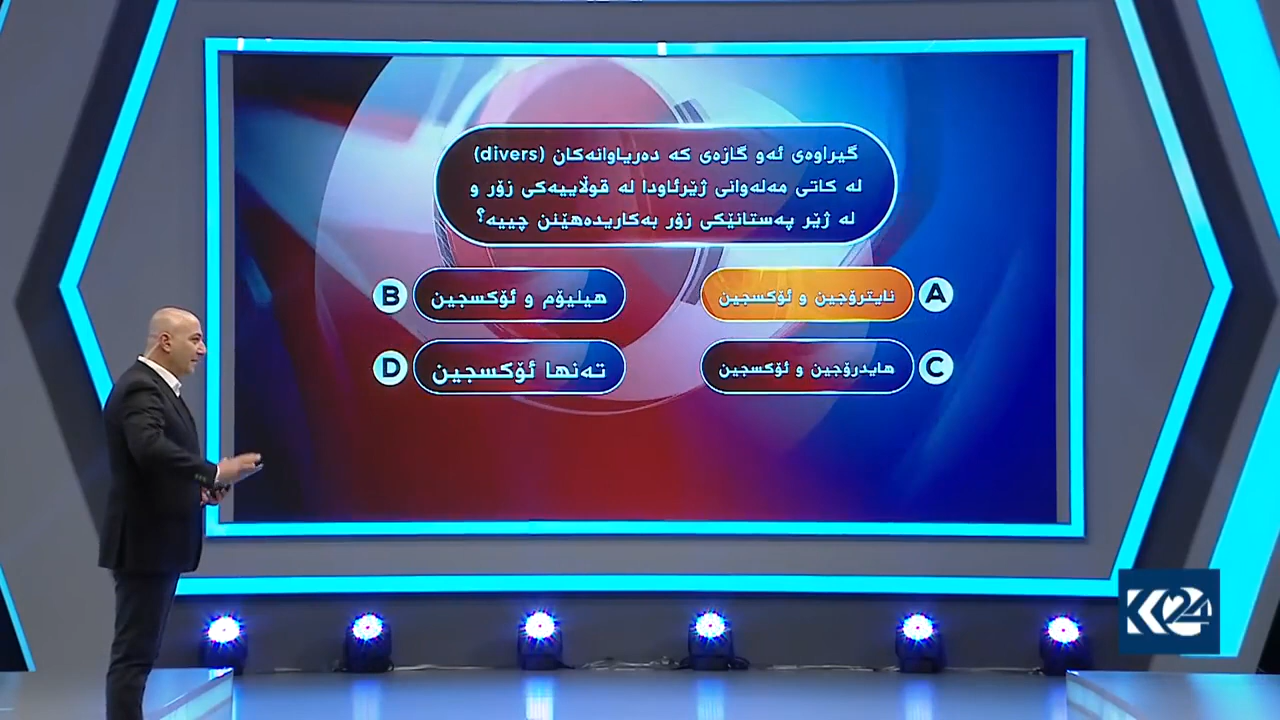 گیراوەی ئەو گازەی کە دەریاوانەکان (divers)
لە کاتی مەلەوانی ژێرئاودا لە قوڵاییەکی زۆر و
لە ژێر پەستانێکی زۆر بەکاریدەهێنن چییە؟
A نایترۆجین و ئۆکسجین
B هیلیۆم و ئۆکسجین
C هایدرۆجین و ئۆکسجین
D تەنها ئۆکسجین
K24